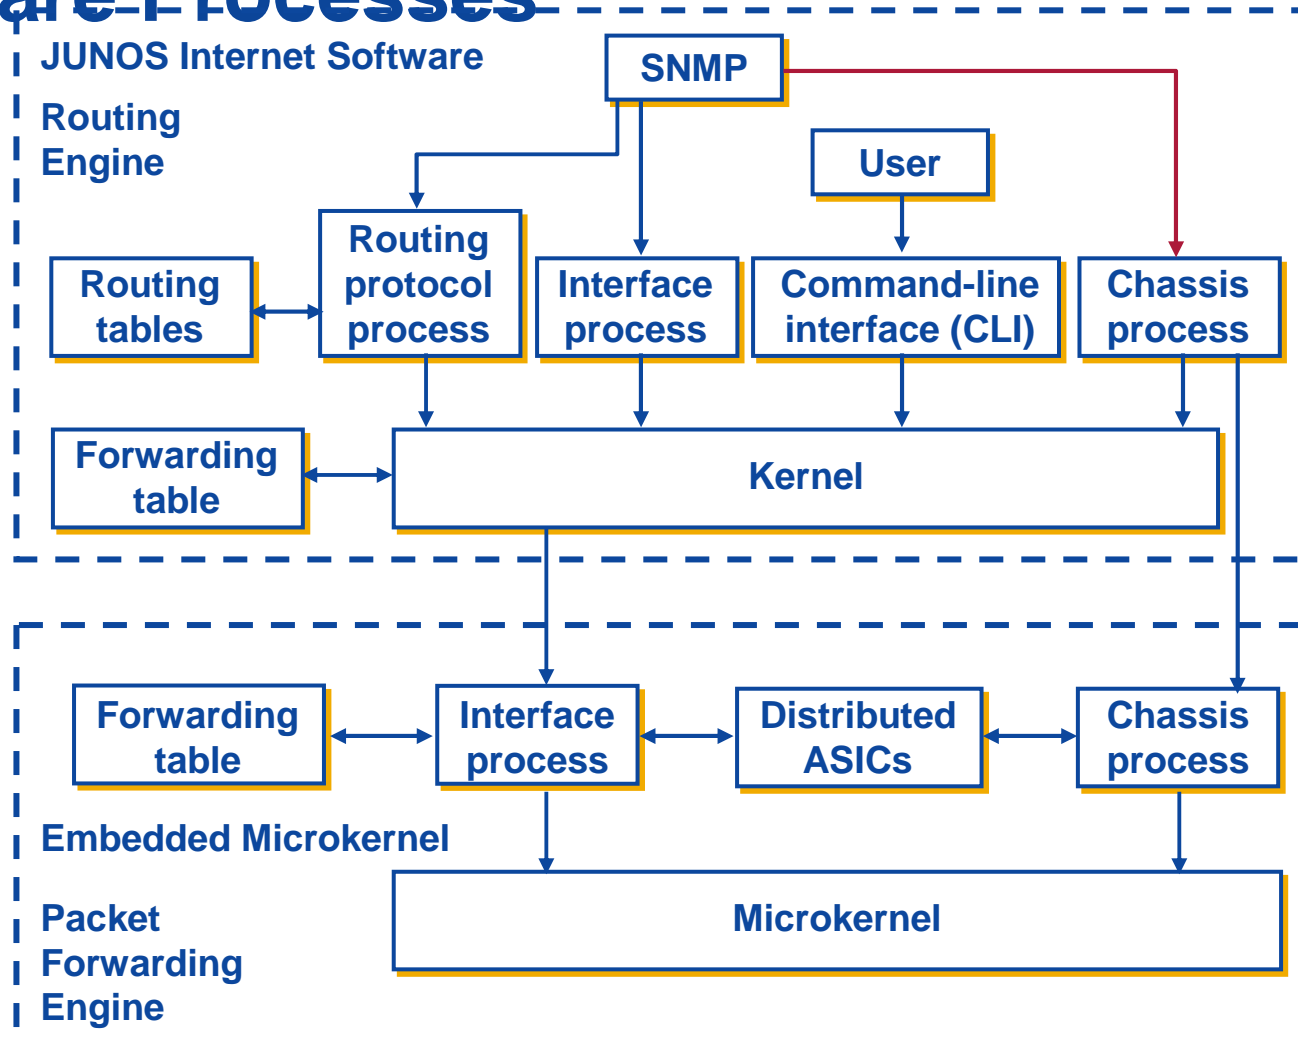 Processes
JUNOS Internet Software
SNMP
Routing
Engine
User
Routing
protocol
process
Routing
tables
Interface
process
Command-line
interface (CLI)
Chassis
process
Forwarding
table
Kernel
Forwarding
table
Interface
process
Distributed
ASICs
Chassis
process
Embedded Microkernel
Microkernel
Packet
Forwarding
Engine